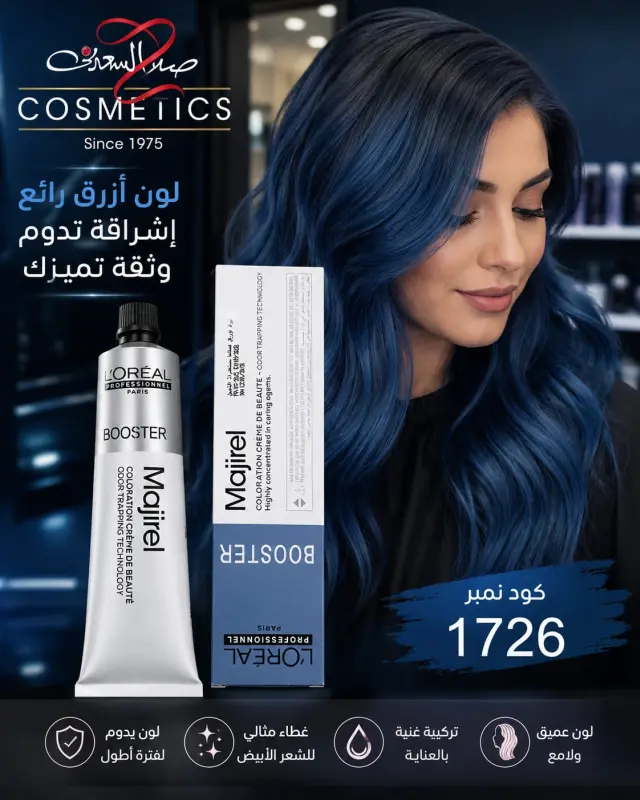 صلاح السعدي
COSMETICS
Since 1975
لون أزرق رائع
إشراقة تدوم
وثقة تميزك
L'ORÉAL
PROFESSIONNEL
PARIS
BOOSTER
Majirel
COLORATION CRÈME DE BEAUTÉ
ODOR TRAPPING TECHNOLOGY
Majirel
COLORATION CRÈME DE BEAUTE - ODOR TRAPPING TECHNOLOGY
Highly concentrated in caring agents.
BOOSTER
L'ORÉAL
PROFESSIONNEL
PARIS
كود نمبر
1726
لون عميق
ولامع
تركيبة غنية
بالعناية
غطاء مثالي
للشعر الأبيض
لون يدوم
لفترة أطول